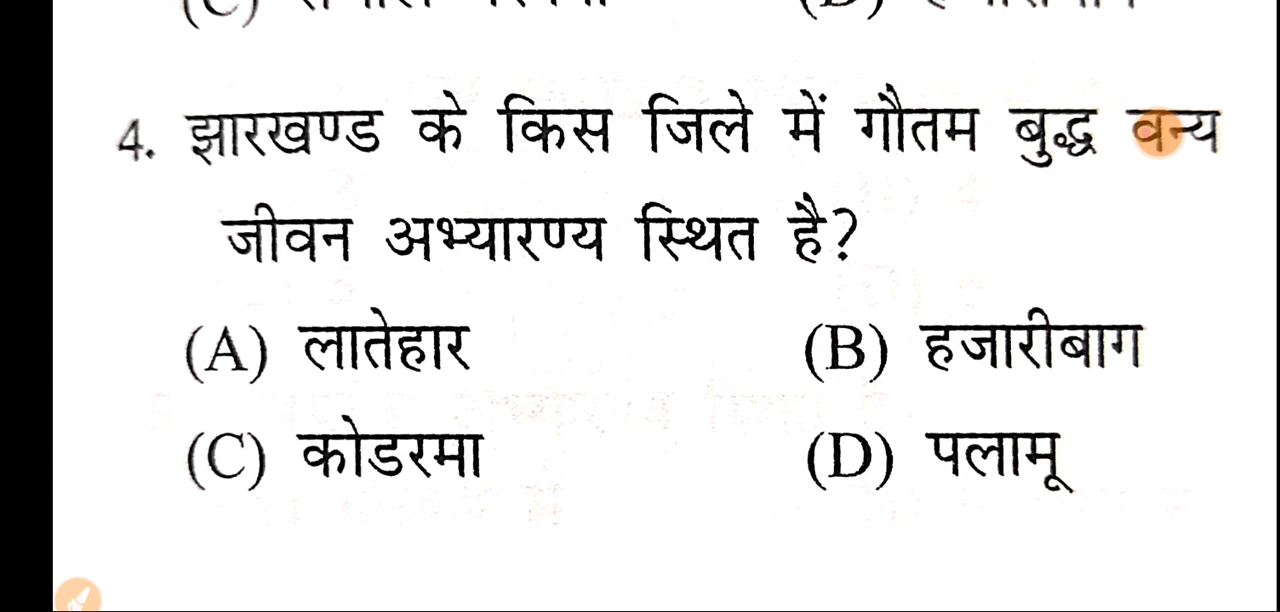 4. झारखण्ड के किस जिले में गौतम बुद्ध वन्य
जीवन अभ्यारण्य स्थित है?
(A) लातेहार (B) हजारीबाग
(C) कोडरमा (D) पलामू